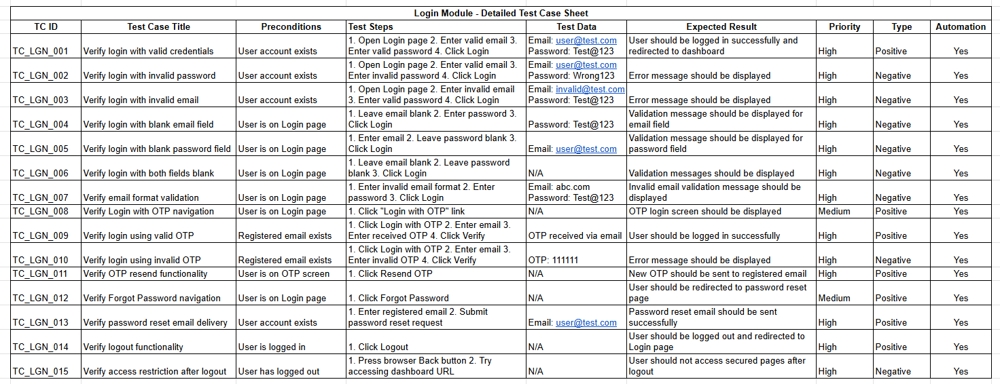 Login Module - Detailed Test Case Sheet
TC ID Test Case Title Preconditions Test Steps Test Data Expected Result Priority Type Automation
TC_LGN_001 Verify login with valid credentials User account exists 1. Open Login page 2. Enter valid email 3. Enter valid password 4. Click Login Email: user@test.com Password: Test@123 User should be logged in successfully and redirected to dashboard High Positive Yes
TC_LGN_002 Verify login with invalid password User account exists 1. Open Login page 2. Enter valid email 3. Enter invalid password 4. Click Login Email: user@test.com Password: Wrong123 Error message should be displayed High Negative Yes
TC_LGN_003 Verify login with invalid email User account exists 1. Open Login page 2. Enter invalid email 3. Enter valid password 4. Click Login Email: invalid@test.com Password: Test@123 Error message should be displayed High Negative Yes
TC_LGN_004 Verify login with blank email field User is on Login page 1. Leave email blank 2. Enter password 3. Click Login Password: Test@123 Validation message should be displayed for email field High Negative Yes
TC_LGN_005 Verify login with blank password field User is on Login page 1. Enter email 2. Leave password blank 3. Click Login Email: user@test.com Validation message should be displayed for password field High Negative Yes
TC_LGN_006 Verify login with both fields blank User is on Login page 1. Leave email blank 2. Leave password blank 3. Click Login N/A Validation messages should be displayed High Negative Yes
TC_LGN_007 Verify email format validation User is on Login page 1. Enter invalid email format 2. Enter password 3. Click Login Email: abc.com Password: Test@123 Invalid email validation message should be displayed High Negative Yes
TC_LGN_008 Verify Login with OTP navigation User is on Login page 1. Click "Login with OTP" link N/A OTP login screen should be displayed Medium Positive Yes
TC_LGN_009 Verify login using valid OTP Registered email exists 1. Click Login with OTP 2. Enter email 3. Enter received OTP 4. Click Verify OTP received via email User should be logged in successfully High Positive Yes
TC_LGN_010 Verify login using invalid OTP Registered email exists 1. Click Login with OTP 2. Enter email 3. Enter invalid OTP 4. Click Verify OTP: 111111 Error message should be displayed High Negative Yes
TC_LGN_011 Verify OTP resend functionality User is on OTP screen 1. Click Resend OTP N/A New OTP should be sent to registered email High Positive Yes
TC_LGN_012 Verify Forgot Password navigation User is on Login page 1. Click Forgot Password N/A User should be redirected to password reset page Medium Positive Yes
TC_LGN_013 Verify password reset email delivery User account exists 1. Enter registered email 2. Submit password reset request Email: user@test.com Password reset email should be sent successfully High Positive Yes
TC_LGN_014 Verify logout functionality User is logged in 1. Click Logout N/A User should be logged out and redirected to Login page High Positive Yes
TC_LGN_015 Verify access restriction after logout User has logged out 1. Press browser Back button 2. Try accessing dashboard URL N/A User should not access secured pages after logout High Negative Yes